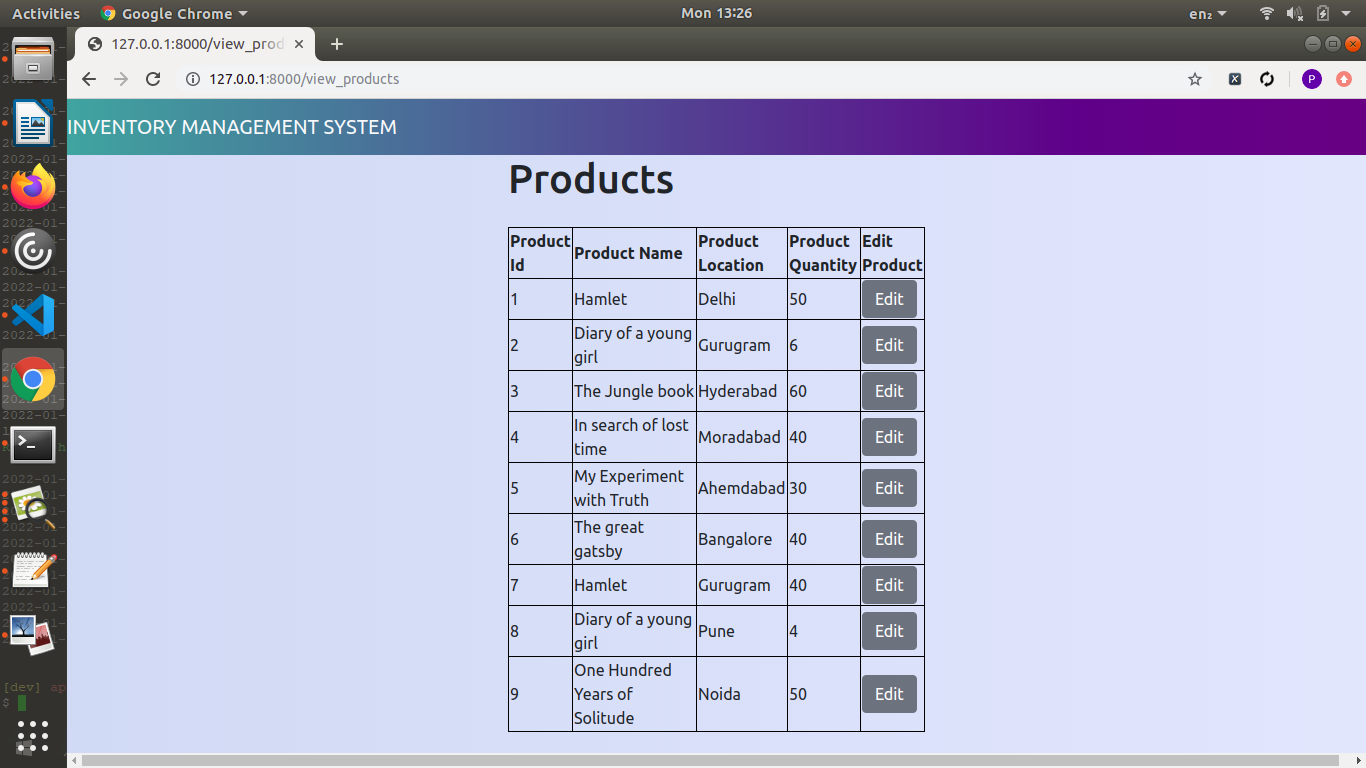 Activities Google Chrome Mon 13:26 en₂
127.0.0.1:8000/view_prod
127.0.0.1:8000/view_products P
INVENTORY MANAGEMENT SYSTEM
Products
Product Id Product Name Product Location Product Quantity Edit Product
1 Hamlet Delhi 50 Edit
2 Diary of a young girl Gurugram 6 Edit
3 The Jungle book Hyderabad 60 Edit
4 In search of lost time Moradabad 40 Edit
5 My Experiment with Truth Ahemdabad 30 Edit
6 The great gatsby Bangalore 40 Edit
7 Hamlet Gurugram 40 Edit
8 Diary of a young girl Pune 4 Edit
9 One Hundred Years of Solitude Noida 50 Edit
[dev] ap
$